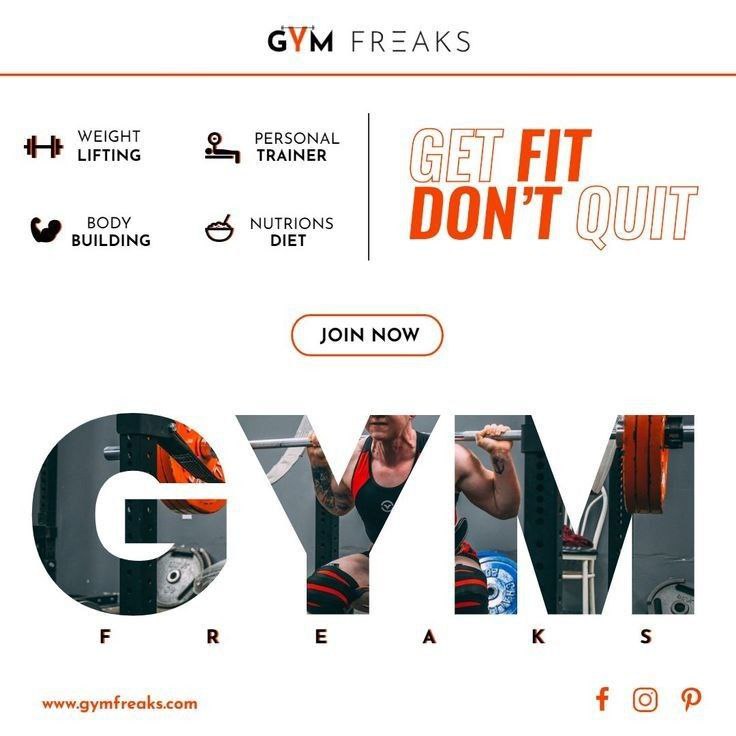 GYM FREAKS
WEIGHT
LIFTING
PERSONAL
TRAINER
BODY
BUILDING
NUTRIONS
DIET
GET FIT
DON'T QUIT
JOIN NOW
GYM
FREAKS
www.gymfreaks.com